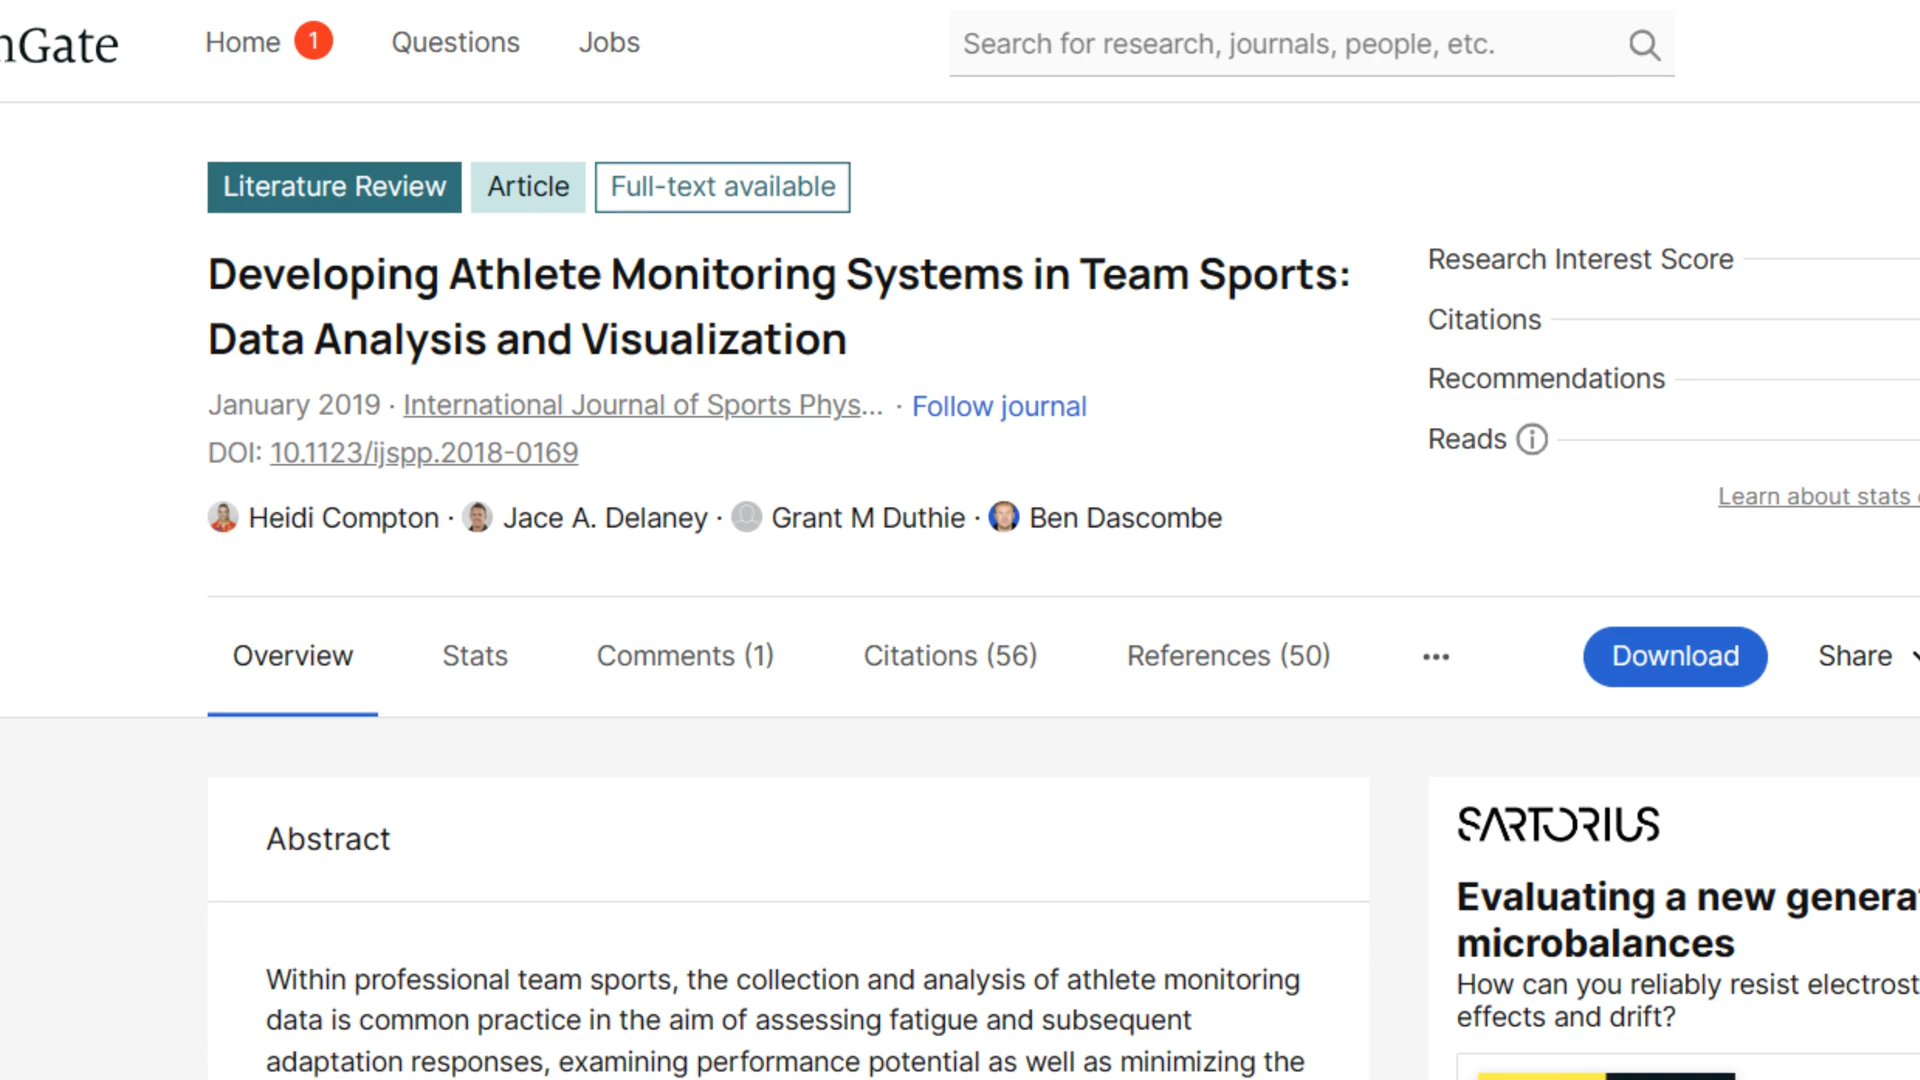 nGate
Home 1 Questions Jobs
Search for research, journals, people, etc.
Literature Review Article Full-text available
Developing Athlete Monitoring Systems in Team Sports:
Data Analysis and Visualization
January 2019 · International Journal of Sports Phys... · Follow journal
DOI: 10.1123/ijspp.2018-0169
Heidi Compton · Jace A. Delaney · Grant M Duthie · Ben Dascombe
Research Interest Score
Citations
Recommendations
Reads
Learn about stats
Overview Stats Comments (1) Citations (56) References (50) ••• Download Share
Abstract
Within professional team sports, the collection and analysis of athlete monitoring
data is common practice in the aim of assessing fatigue and subsequent
adaptation responses, examining performance potential as well as minimizing the
SARTORIUS
Evaluating a new genera
microbalances
How can you reliably resist electrost
effects and drift?